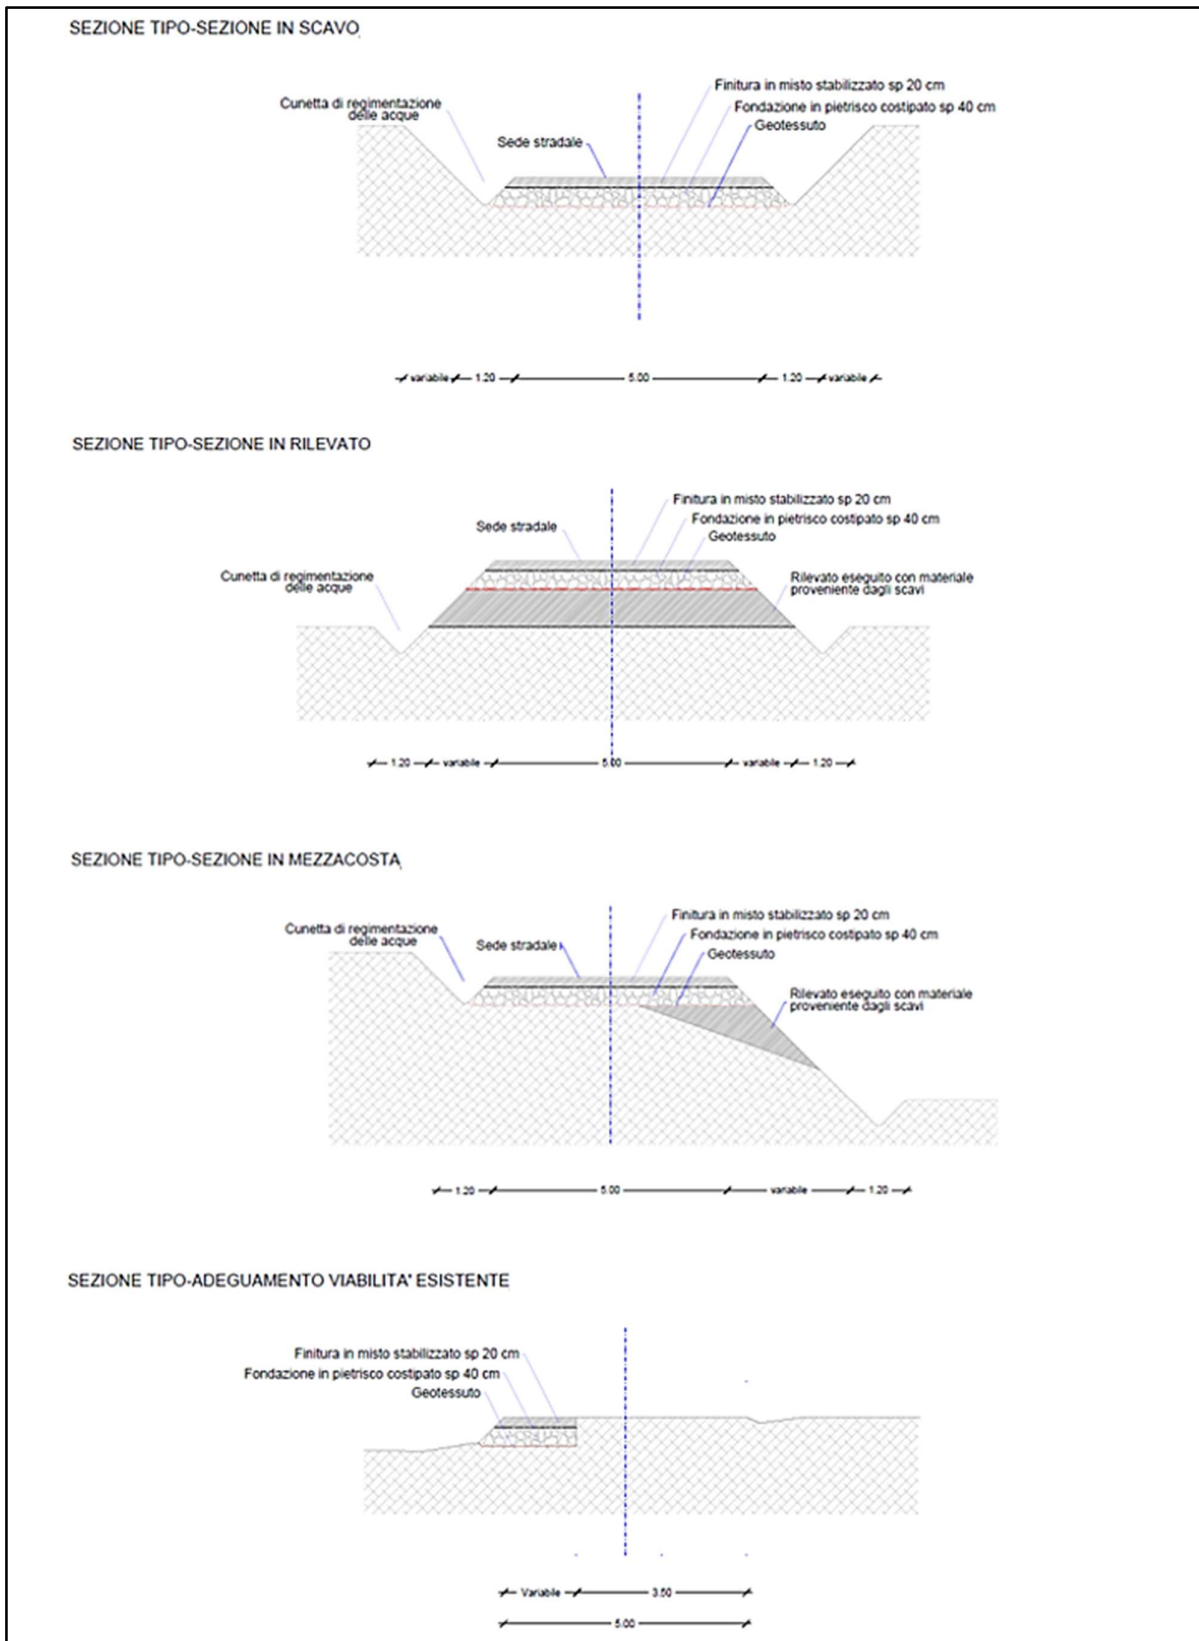 SEZIONE TIPO-SEZIONE IN SCAVO
Finitura in misto stabilizzato sp 20 cm
Cunetta di regimentazione
delle acque
Fondazione in pietrisco costipato sp 40 cm
Geotessuto
Sede stradale
variabile 1.20 5.00 1.20 variabile
SEZIONE TIPO-SEZIONE IN RILEVATO
Finitura in misto stabilizzato sp 20 cm
Fondazione in pietrisco costipato sp 40 cm
Sede stradale
Geotessuto
Cunetta di regimentazione
delle acque
Rilevato eseguito con materiale
proveniente dagli scavi
1.20 variabile 5.00 variabile 1.20
SEZIONE TIPO-SEZIONE IN MEZZACOSTA
Finitura in misto stabilizzato sp 20 cm
Cunetta di regimentazione
delle acque
Fondazione in pietrisco costipato sp 40 cm
Sede stradale
Geotessuto
Rilevato eseguito con materiale
proveniente dagli scavi
1.20 5.00 variabile 1.20
SEZIONE TIPO-ADEGUAMENTO VIABILITA' ESISTENTE
Finitura in misto stabilizzato sp 20 cm
Fondazione in pietrisco costipato sp 40 cm
Geotessuto
Variabile 3.50
5.00